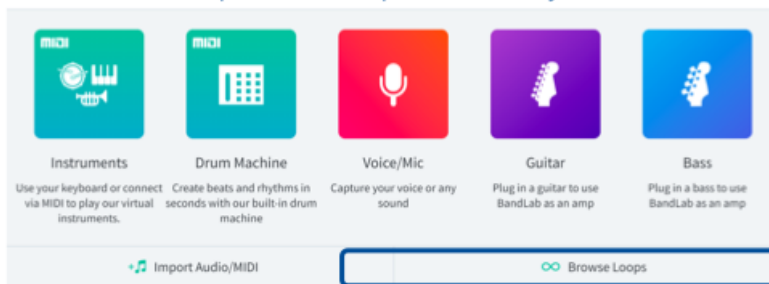 MIDI
MIDI
Instruments
Use your keyboard or connect
via MIDI to play our virtual
instruments.
Drum Machine
Create beats and rhythms in
seconds with our built-in drum
machine
Voice/Mic
Capture your voice or any
sound
Guitar
Plug in a guitar to use
BandLab as an amp
Bass
Plug in a bass to use
BandLab as an amp
Import Audio/MIDI
Browse Loops